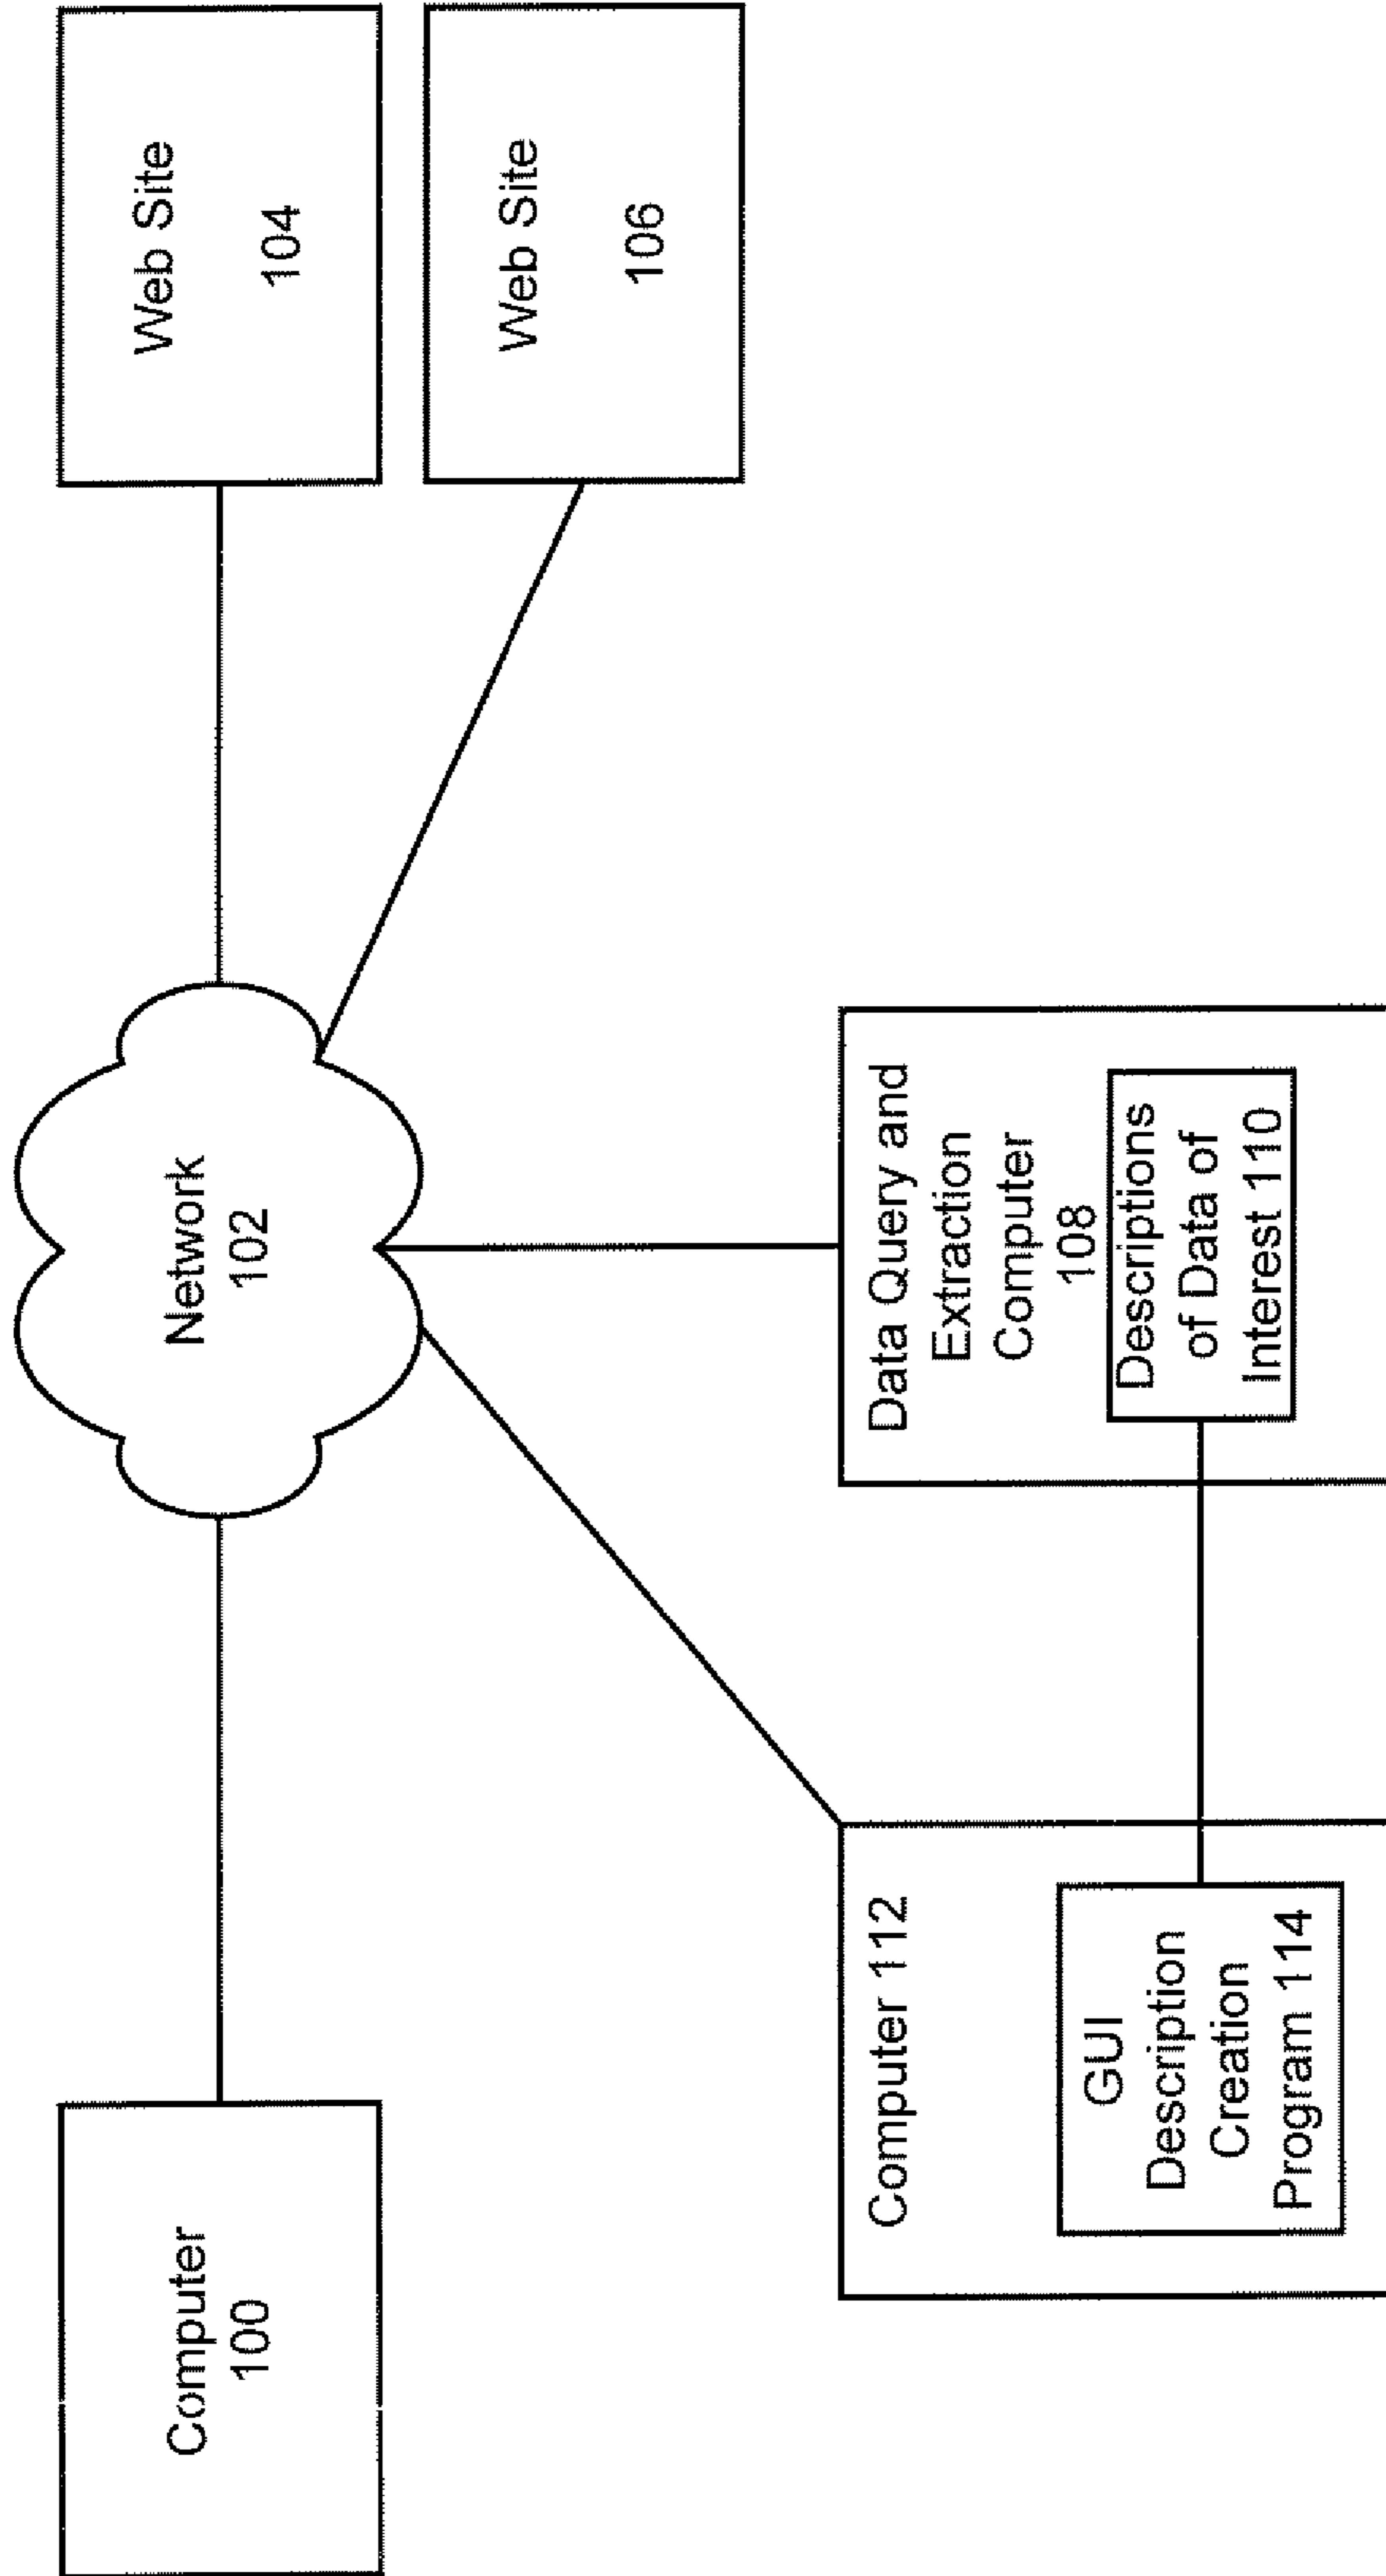 Computer
100
Network
102
Web Site
104
Web Site
106
Computer 112
GUI
Description
Creation
Program 114
Data Query and
Extraction
Computer
108
Descriptions
of Data of
Interest 110